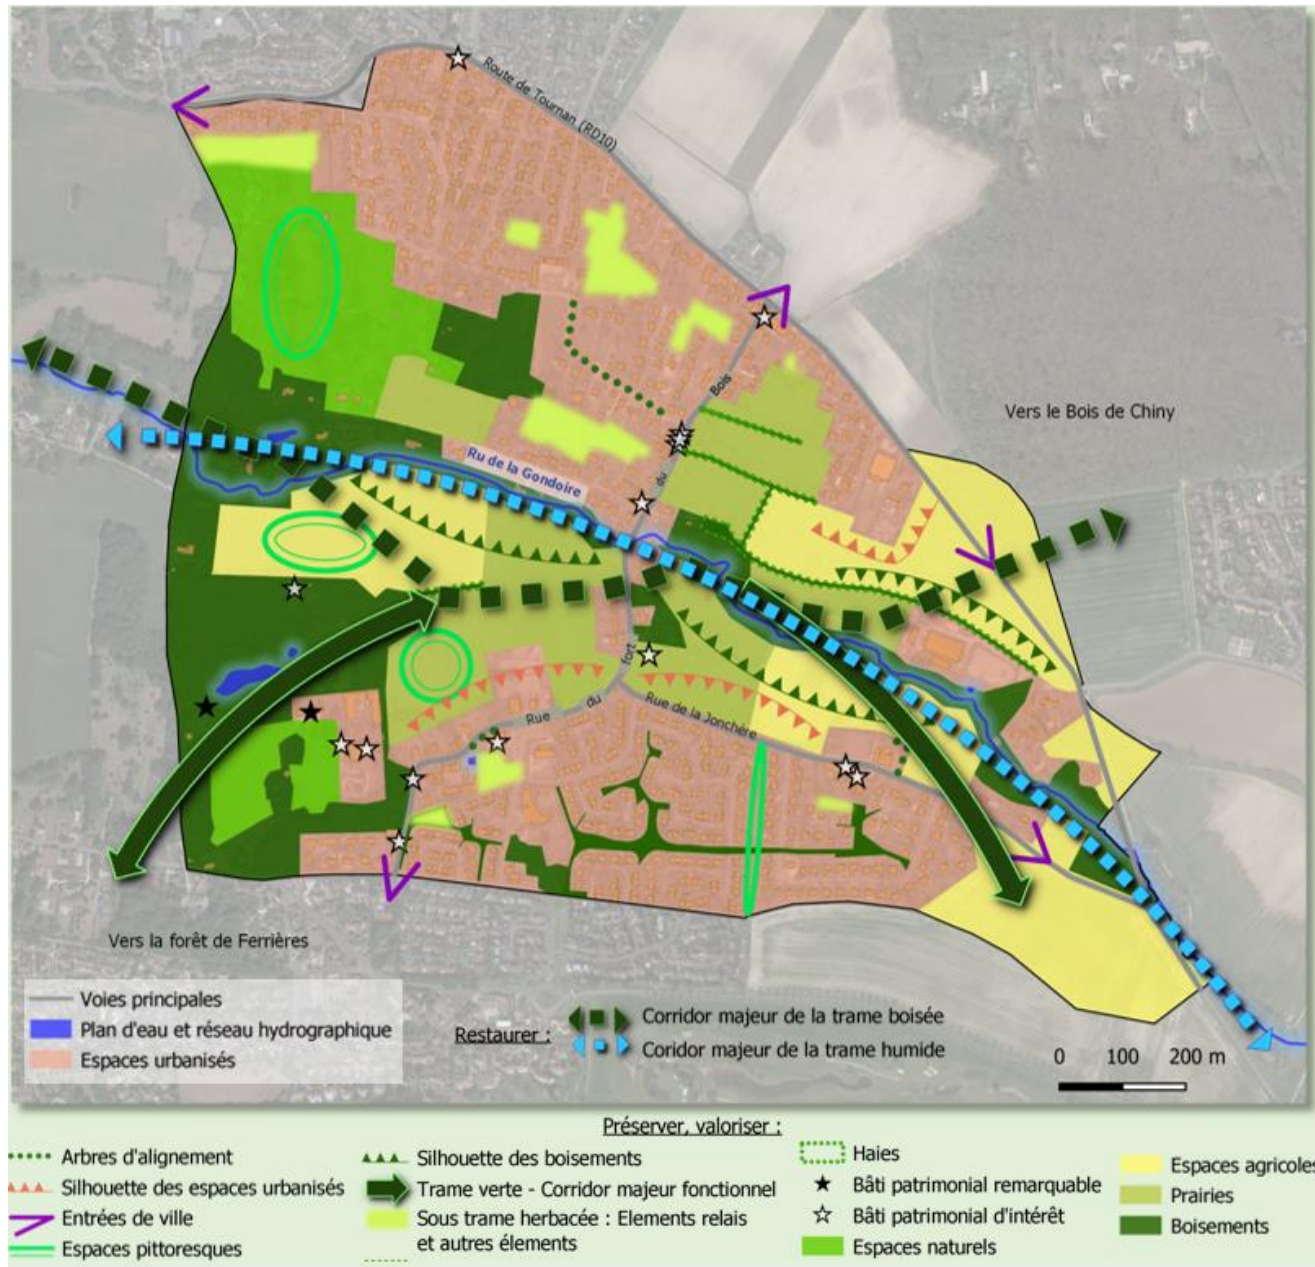 Route de Tournan (RD10)
Bois
Vers le Bois de Chiny
du
Ru de la Gondoire
fort
Rue de la Jonchère
du
Rue
Vers la forêt de Ferrières
Voies principales
Plan d'eau et réseau hydrographique
Espaces urbanisés
Restaurer :
Corridor majeur de la trame boisée
Coridor majeur de la trame humide
0 100 200 m
Préserver, valoriser :
Arbres d'alignement
Silhouette des espaces urbanisés
Entrées de ville
Espaces pittoresques
Silhouette des boisements
Trame verte - Corridor majeur fonctionnel
Sous trame herbacée : Elements relais
et autres élements
Haies
Bâti patrimonial remarquable
Bâti patrimonial d'intérêt
Espaces naturels
Espaces agricoles
Prairies
Boisements